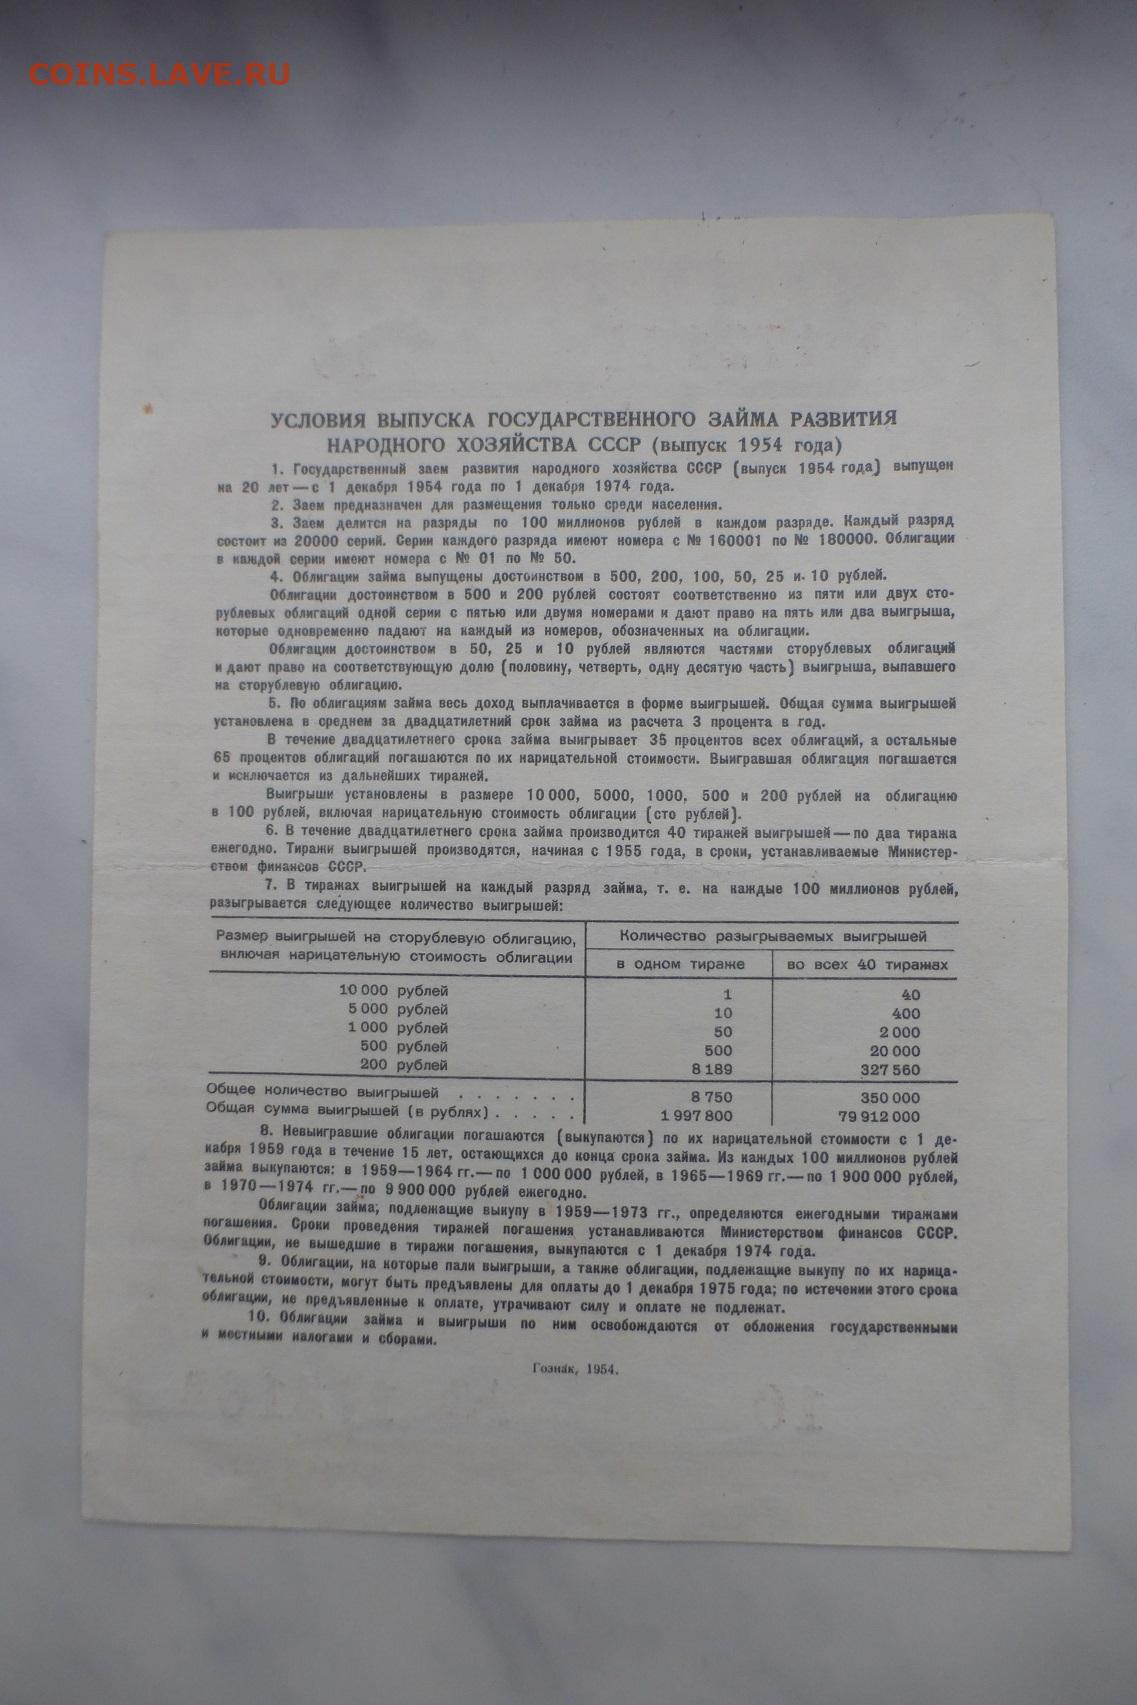 COINS.LAVE.RU
УСЛОВИЯ ВЫПУСКА ГОСУДАРСТВЕННОГО ЗАЙМА РАЗВИТИЯ
НАРОДНОГО ХОЗЯЙСТВА СССР (выпуск 1954 года)
1. Государственный заем развития народного хозяйства СССР (выпуск 1954 года) выпущен
на 20 лет — с 1 декабря 1954 года по 1 декабря 1974 года.
2. Заем предназначен для размещения только среди населения.
3. Заем делится на разряды по 100 миллионов рублей в каждом разряде. Каждый разряд
состоит из 20000 серий. Серии каждого разряда имеют номера с № 160001 по № 180000. Облигации
в каждой серии имеют номера с № 01 по № 50.
4. Облигации займа выпущены достоинством в 500, 200, 100, 50, 25 и 10 рублей.
Облигации достоинством в 500 и 200 рублей состоят соответственно из пяти или двух сто-
рублевых облигаций одной серии с пятью или двумя номерами и дают право на пять или два выигрыша,
которые одновременно падают на каждый из номеров, обозначенных на облигации.
Облигации достоинством в 50, 25 и 10 рублей являются частями сторублевых облигаций
и дают право на соответствующую долю (половину, четверть, одну десятую часть) выигрыша, выпавшего
на сторублевую облигацию.
5. По облигациям займа весь доход выплачивается в форме выигрышей. Общая сумма выигрышей
установлена в среднем за двадцатилетний срок займа из расчета 3 процента в год.
В течение двадцатилетнего срока займа выигрывает 35 процентов всех облигаций, а остальные
65 процентов облигаций погашаются по их нарицательной стоимости. Выигравшая облигация погашается
и исключается из дальнейших тиражей.
Выигрыши установлены в размере 10 000, 5000, 1000, 500 и 200 рублей на облигацию
в 100 рублей, включая нарицательную стоимость облигации (сто рублей).
6. В течение двадцатилетнего срока займа производится 40 тиражей выигрышей — по два тиража
ежегодно. Тиражи выигрышей производятся, начиная с 1955 года, в сроки, устанавливаемые Министер-
ством финансов СССР.
7. В тиражах выигрышей на каждый разряд займа, т. е. на каждые 100 миллионов рублей,
разыгрывается следующее количество выигрышей:
Размер выигрышей на сторублевую облигацию, Количество разыгрываемых выигрышей
включая нарицательную стоимость облигации в одном тираже во всех 40 тиражах
10 000 рублей 1 40
5 000 рублей 10 400
1 000 рублей 50 2 000
500 рублей 500 20 000
200 рублей 8 189 327 560
Общее количество выигрышей . . . . . . . 8 750 350 000
Общая сумма выигрышей (в рублях) . . . . . 1 997 800 79 912 000
8. Невыигравшие облигации погашаются (выкупаются) по их нарицательной стоимости с 1 де-
кабря 1959 года в течение 15 лет, остающихся до конца срока займа. Из каждых 100 миллионов рублей
займа выкупаются: в 1959—1964 гг. — по 1 000 000 рублей, в 1965—1969 гг. — по 1 900 000 рублей,
в 1970—1974 гг. — по 9 900 000 рублей ежегодно.
Облигации займа, подлежащие выкупу в 1959—1973 гг., определяются ежегодными тиражами
погашения. Сроки проведения тиражей погашения устанавливаются Министерством финансов СССР.
Облигации, не вышедшие в тиражи погашения, выкупаются с 1 декабря 1974 года.
9. Облигации, на которые пали выигрыши, а также облигации, подлежащие выкупу по их нарица-
тельной стоимости, могут быть предъявлены для оплаты до 1 декабря 1975 года; по истечении этого срока
облигации, не предъявленные к оплате, утрачивают силу и оплате не подлежат.
10. Облигации займа и выигрыши по ним освобождаются от обложения государственными
и местными налогами и сборами.
Гознак, 1954.